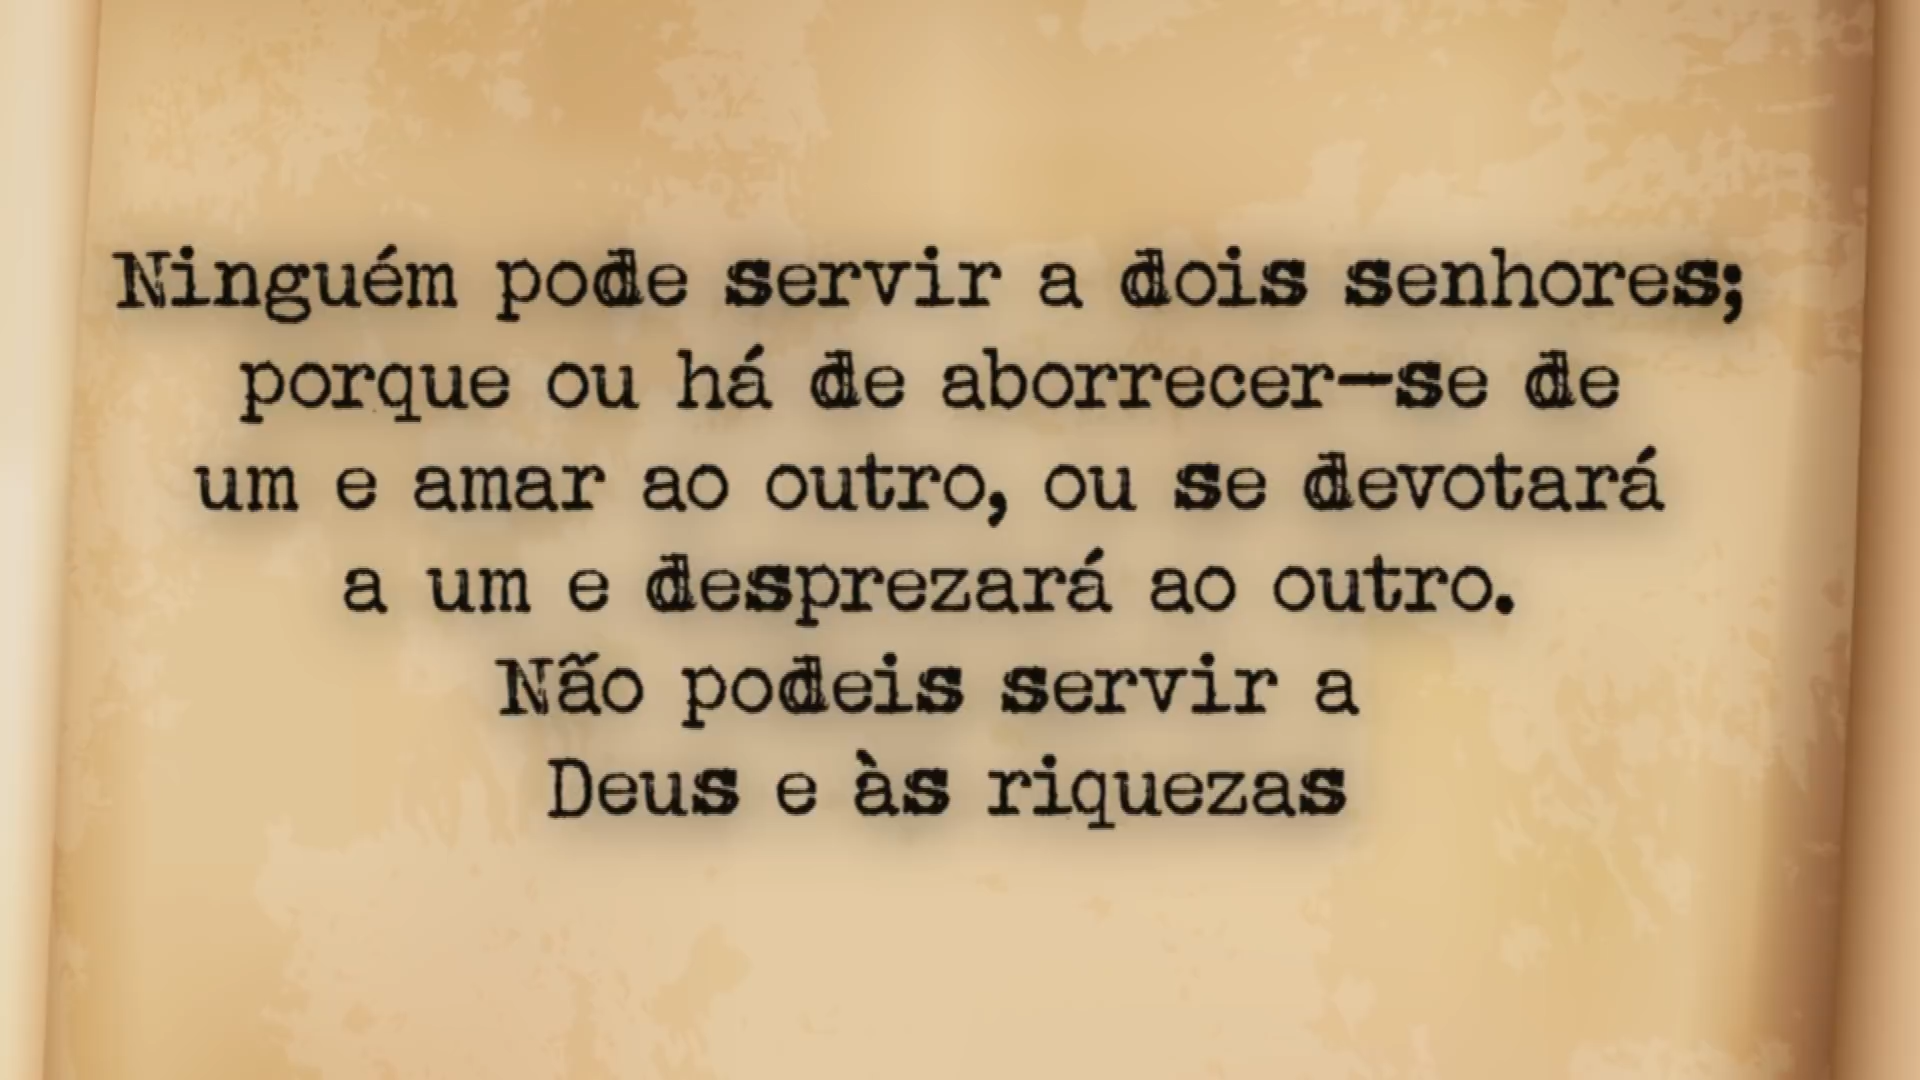 Ninguém pode servir a dois senhores;
porque ou há de aborrecer-se de
um e amar ao outro, ou se devotará
a um e desprezará ao outro.
Não podeis servir a
Deus e às riquezas